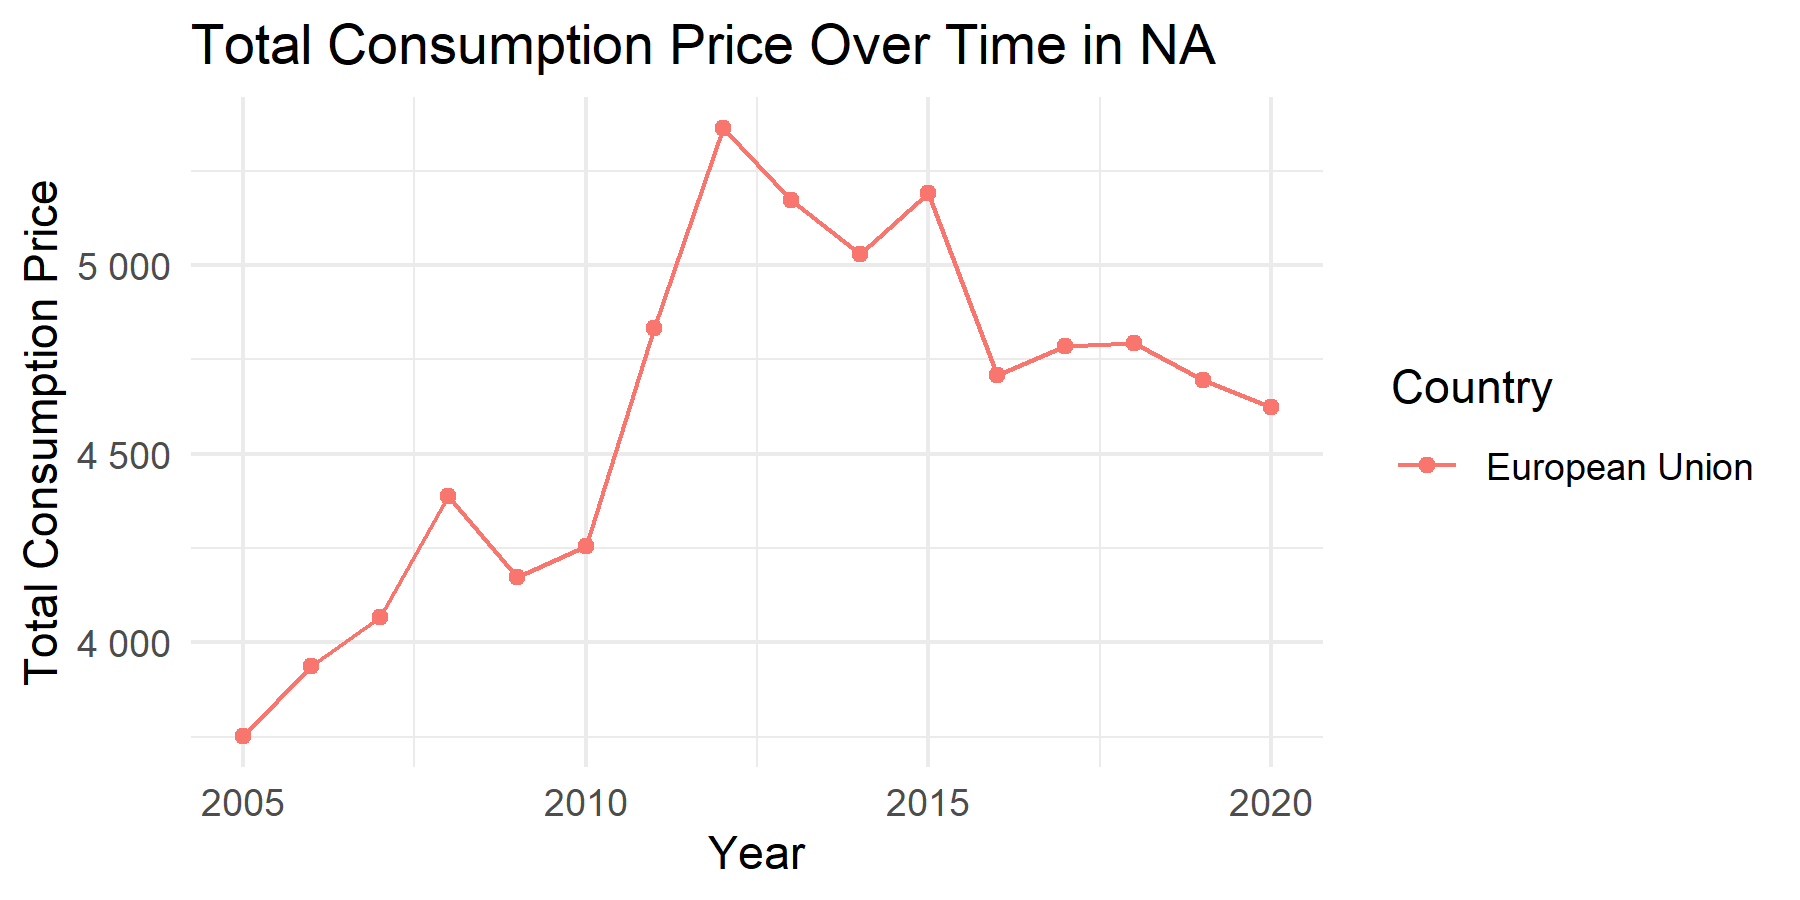 Total Consumption Price Over Time in NA
Total Consumption Price
5 000
4 500
4 000
2005
2010
2015
2020
Year
Country
European Union